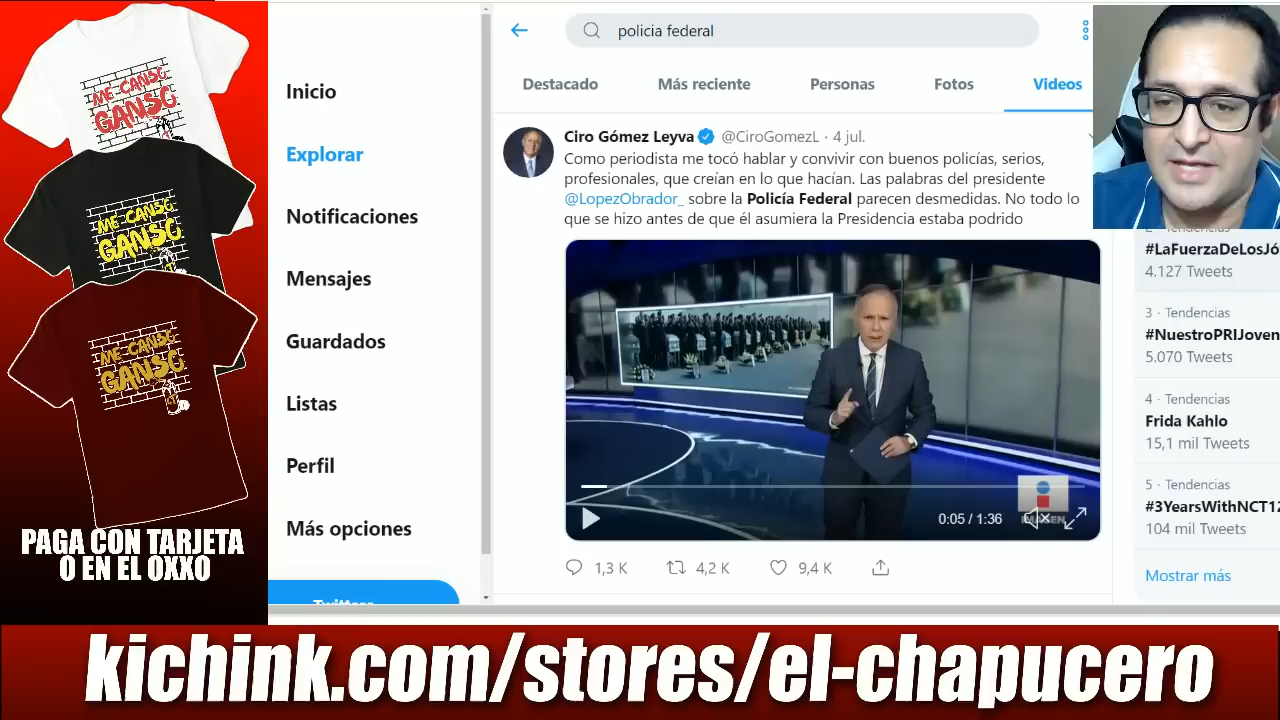 ME CANSO
GANSO
ME CANSO
GANSO
ME CANSO
GANSO
PAGA CON TARJETA
O EN EL OXXO
Inicio
Explorar
Notificaciones
Mensajes
Guardados
Listas
Perfil
Más opciones
Twittear
policia federal
Destacado Más reciente Personas Fotos Videos
Ciro Gómez Leyva @CiroGomezL · 4 jul.
Como periodista me tocó hablar y convivir con buenos policías, serios,
profesionales, que creían en lo que hacían. Las palabras del presidente
@LopezObrador_ sobre la Policía Federal parecen desmedidas. No todo lo
que se hizo antes de que él asumiera la Presidencia estaba podrido
IMAGEN
0:05 / 1:36
1,3 K 4,2 K 9,4 K
2 · Tendencias
#LaFuerzaDeLosJó
4.127 Tweets
3 · Tendencias
#NuestroPRIJoven
5.070 Tweets
4 · Tendencias
Frida Kahlo
15,1 mil Tweets
5 · Tendencias
#3YearsWithNCT12
104 mil Tweets
Mostrar más
kichink.com/stores/el-chapucero